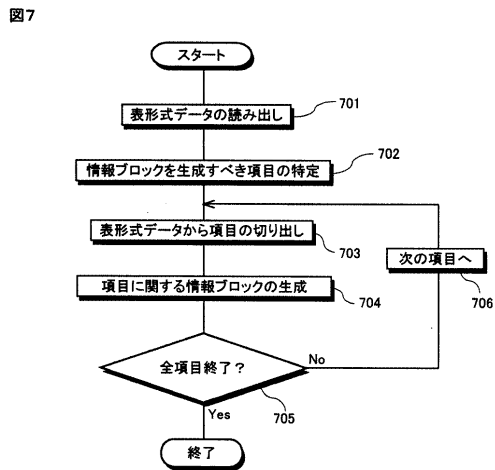 図7
スタート
表形式データの読み出し
701
情報ブロックを生成すべき項目の特定
702
表形式データから項目の切り出し
703
次の項目へ
706
項目に関する情報ブロックの生成
704
全項目終了?
No
705
Yes
終了